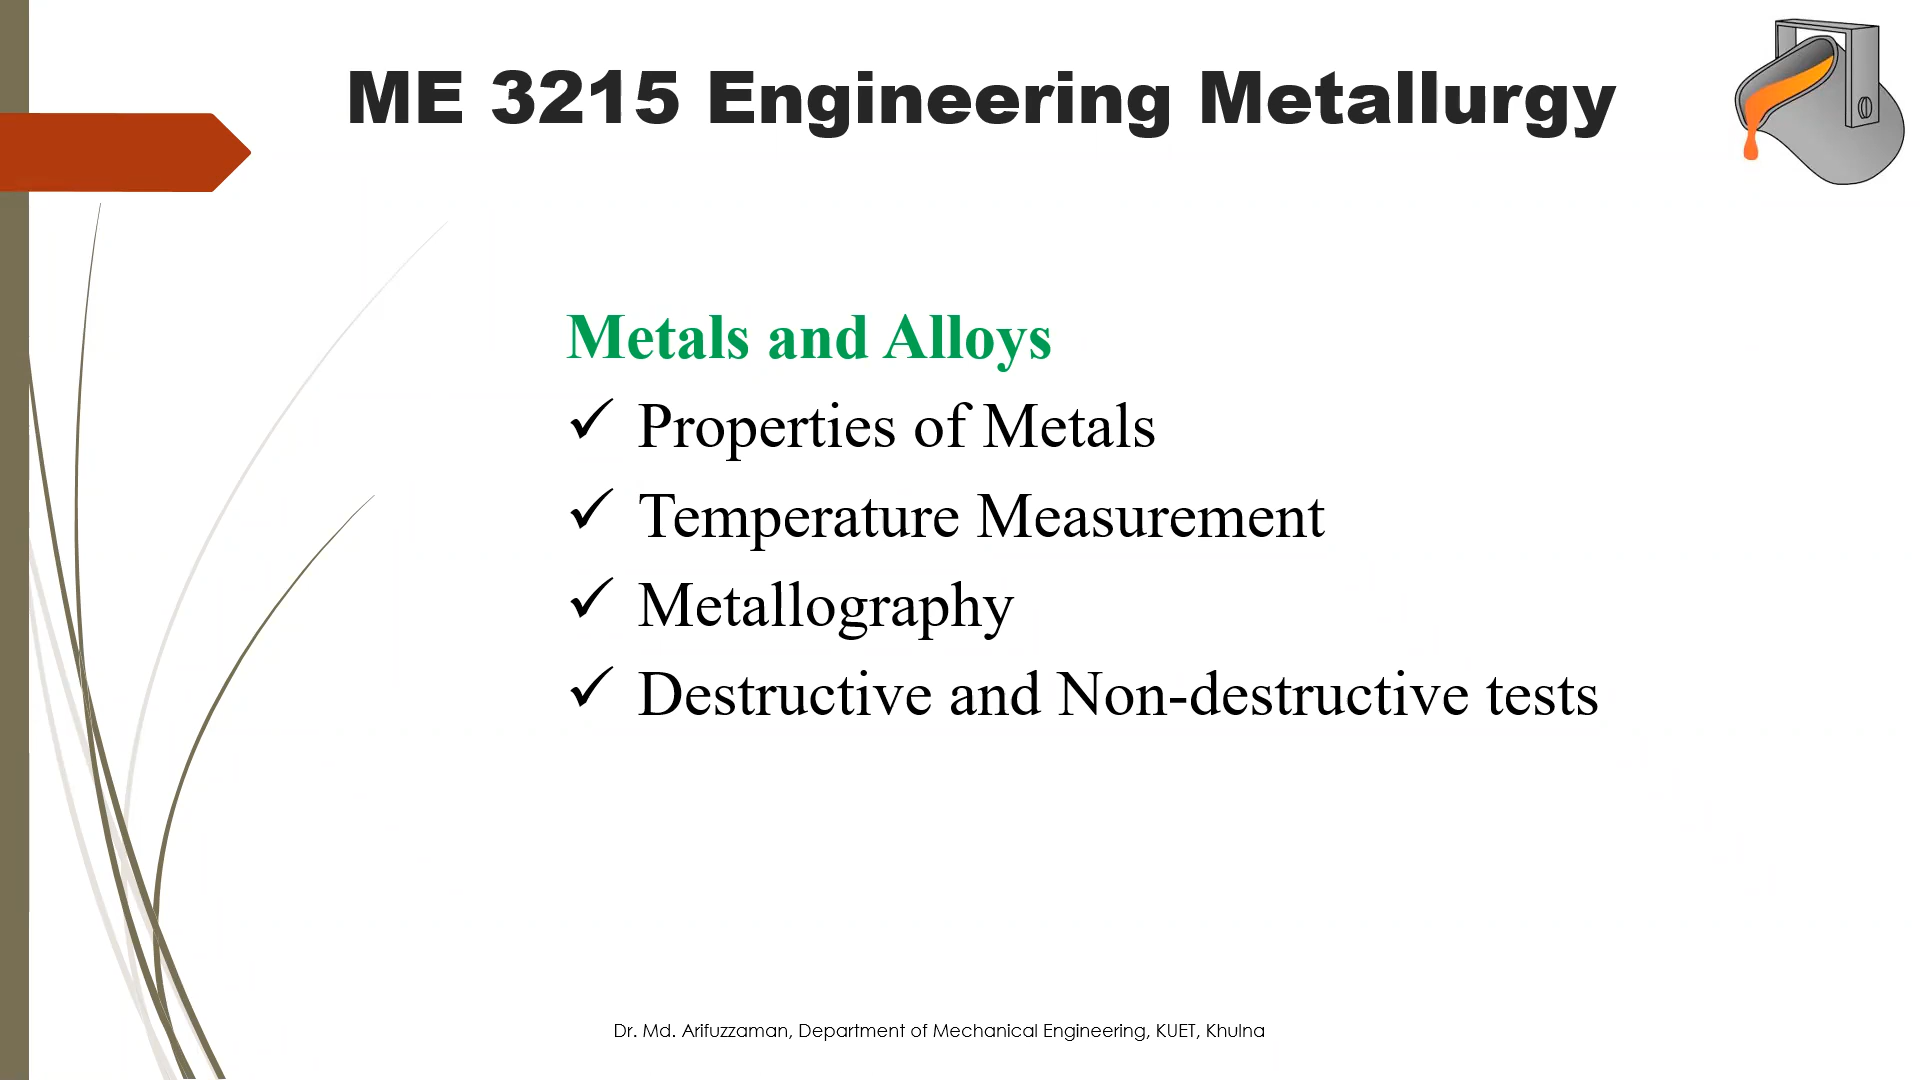 ME 3215 Engineering Metallurgy
Metals and Alloys
✓ Properties of Metals
✓ Temperature Measurement
✓ Metallography
✓ Destructive and Non-destructive tests
Dr. Md. Arifuzzaman, Department of Mechanical Engineering, KUET, Khulna